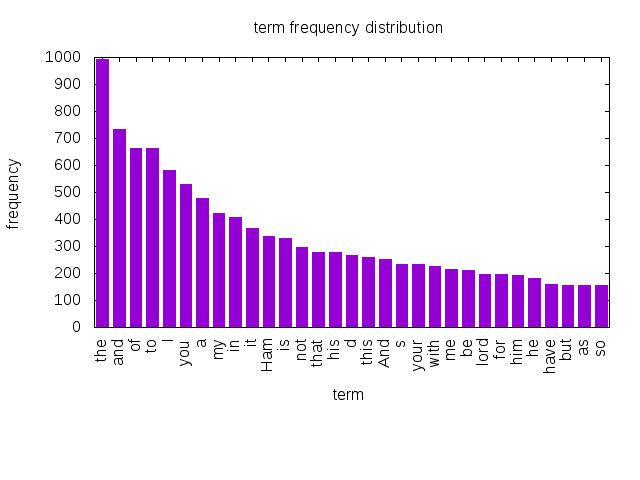 term frequency distribution
1000
900
800
700
600
500
400
300
200
100
0
frequency
the
and
of
to
I
you
a
my
in
it
Ham
is
not
that
his
d
this
And
s
your
with
me
be
lord
for
him
he
have
but
as
so
term